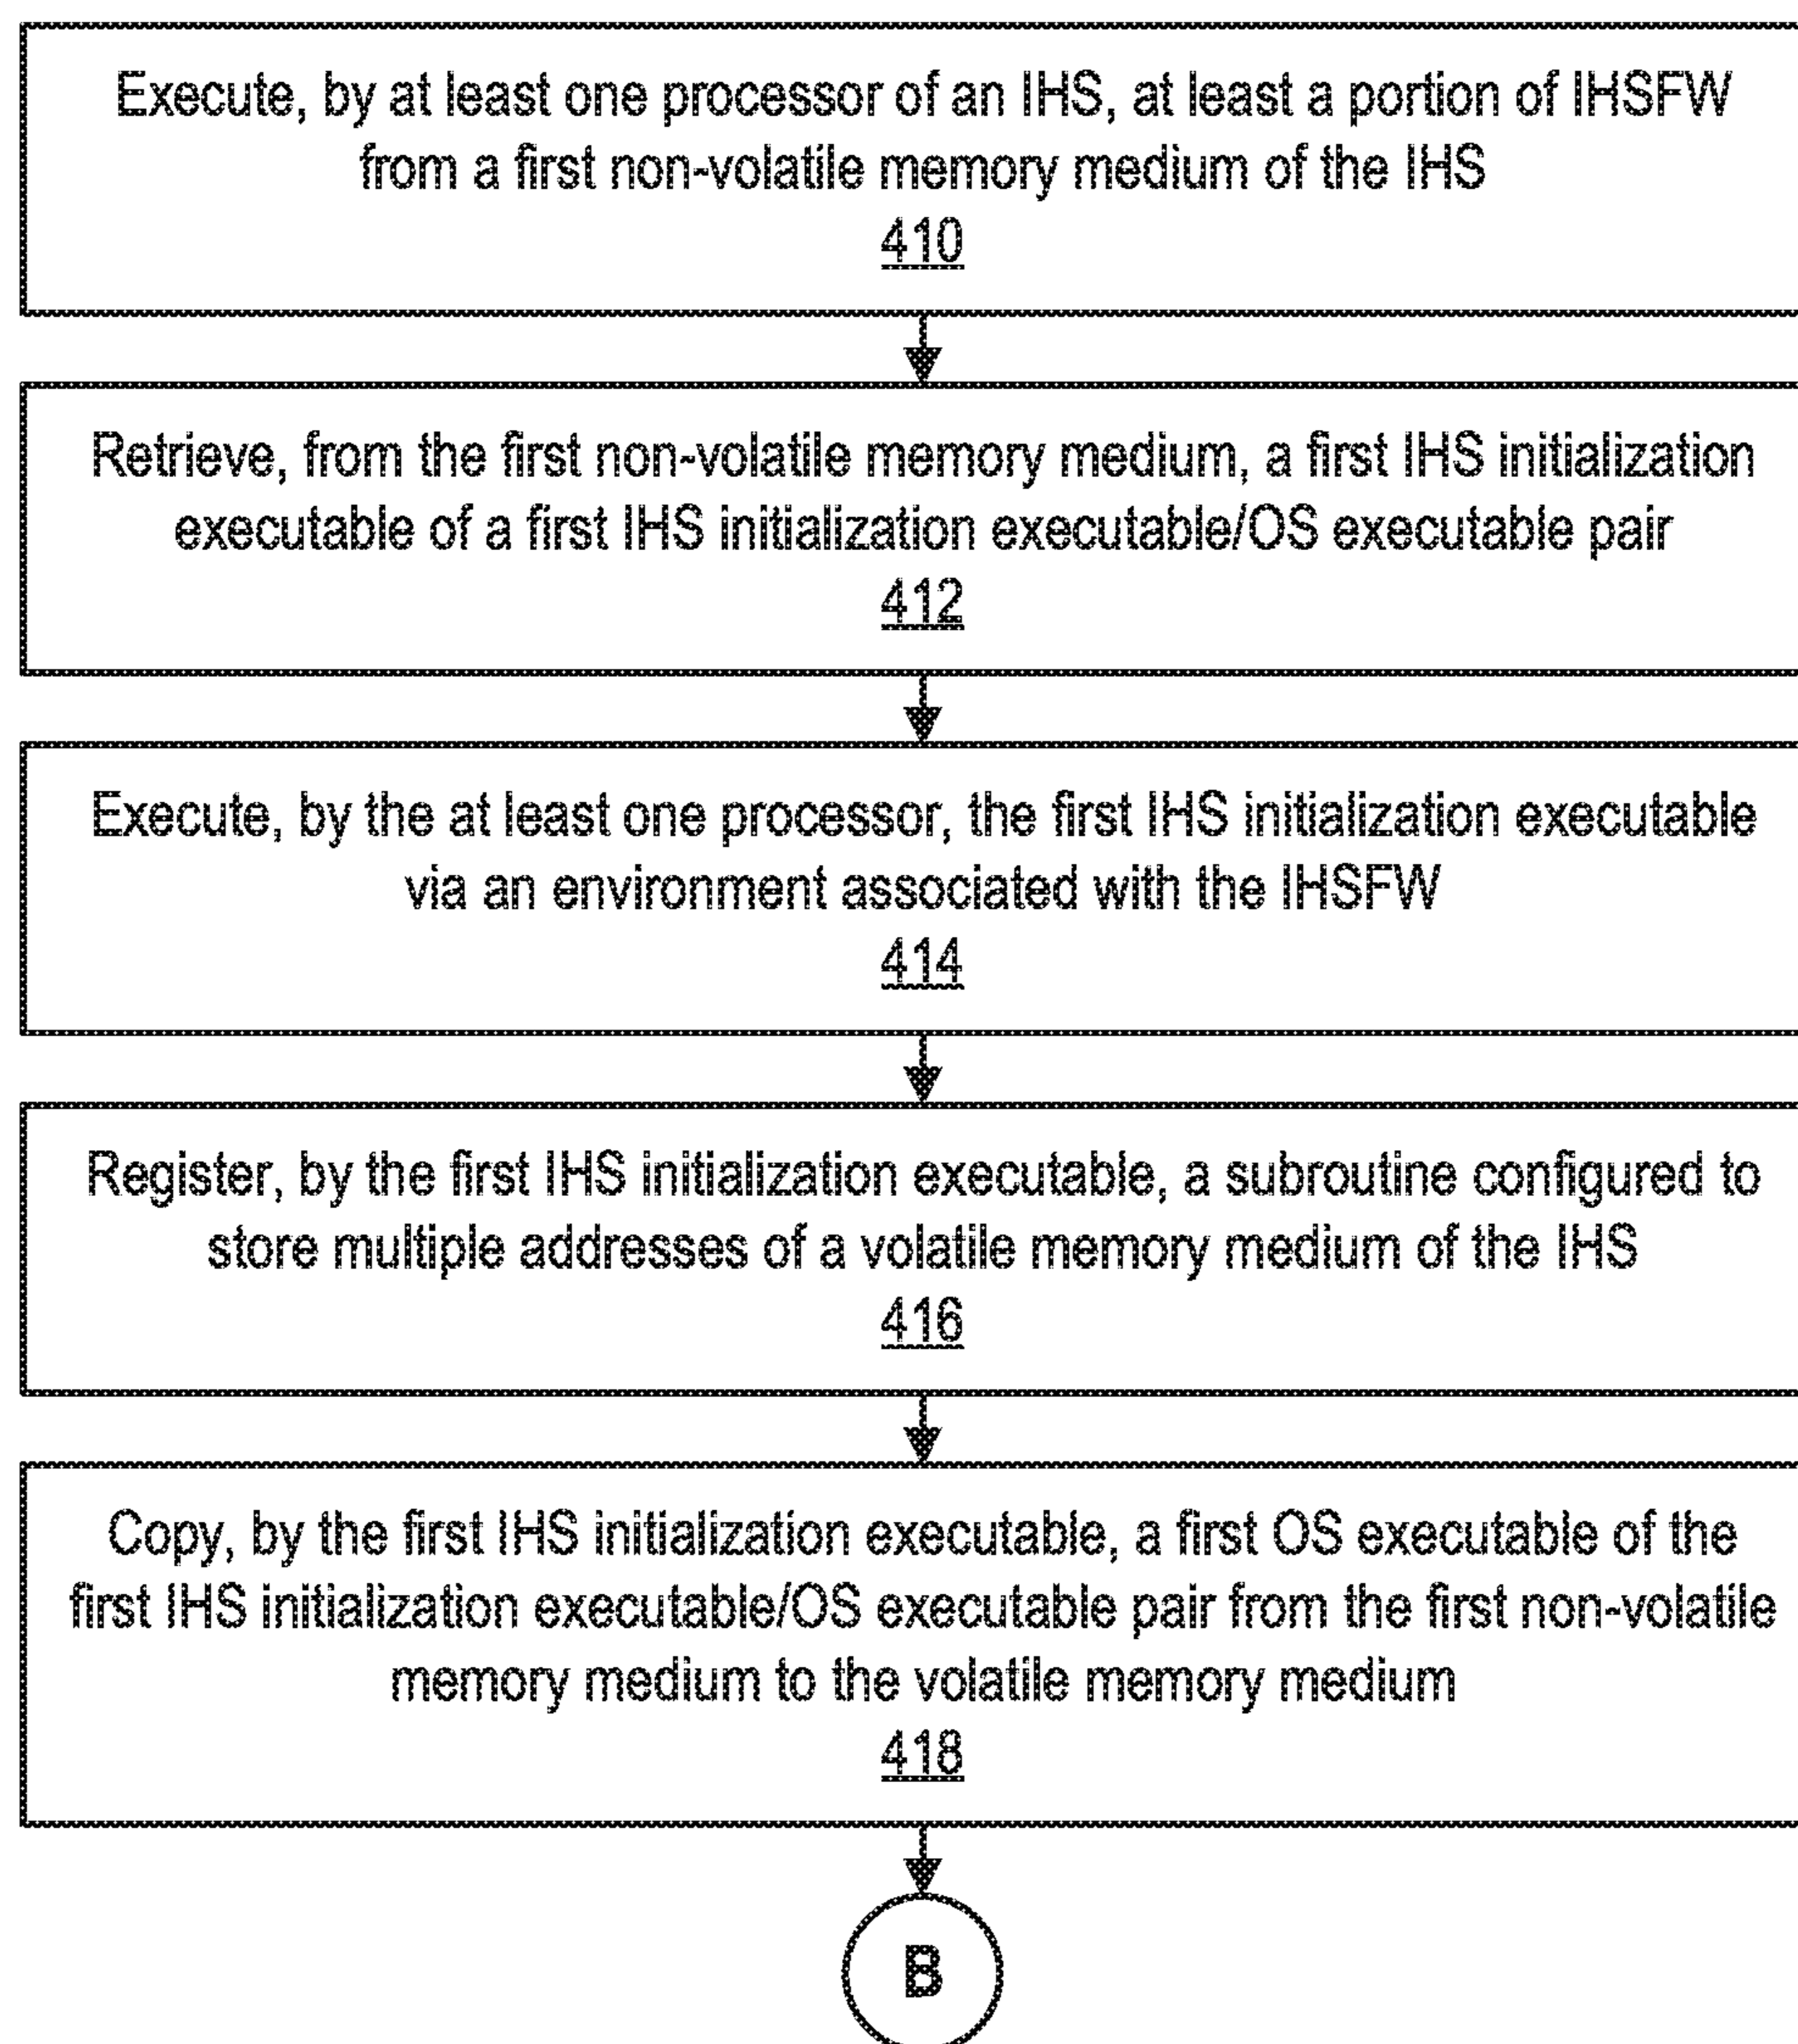 Execute, by at least one processor of an IHS, at least a portion of IHSFW
from a first non-volatile memory medium of the IHS
410
Retrieve, from the first non-volatile memory medium, a first IHS initialization
executable of a first IHS initialization executable/OS executable pair
412
Execute, by the at least one processor, the first IHS initialization executable
via an environment associated with the IHSFW
414
Register, by the first IHS initialization executable, a subroutine configured to
store multiple addresses of a volatile memory medium of the IHS
416
Copy, by the first IHS initialization executable, a first OS executable of the
first IHS initialization executable/OS executable pair from the first non-volatile
memory medium to the volatile memory medium
418
B